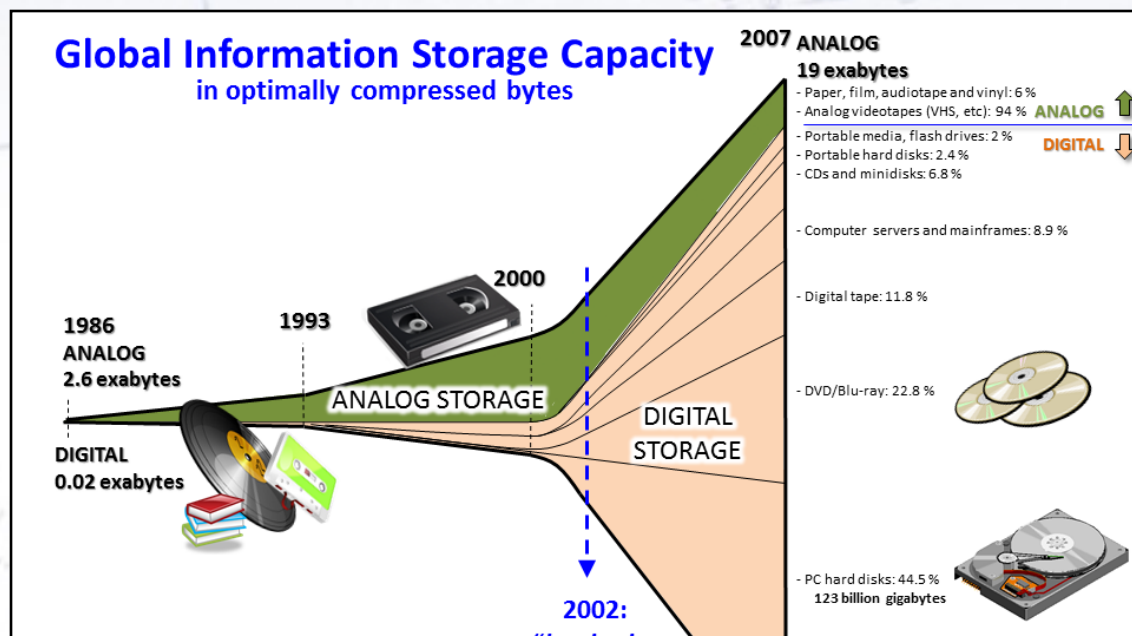 Global Information Storage Capacity
in optimally compressed bytes
2007 ANALOG
19 exabytes
- Paper, film, audiotape and vinyl: 6 %
- Analog videotapes (VHS, etc): 94 %
ANALOG
- Portable media, flash drives: 2 %
DIGITAL
- Portable hard disks: 2.4 %
- CDs and minidisks: 6.8 %
- Computer servers and mainframes: 8.9 %
- Digital tape: 11.8 %
- DVD/Blu-ray: 22.8 %
- PC hard disks: 44.5 %
123 billion gigabytes
1986
ANALOG
2.6 exabytes
DIGITAL
0.02 exabytes
1993
2000
ANALOG STORAGE
DIGITAL
STORAGE
2002: